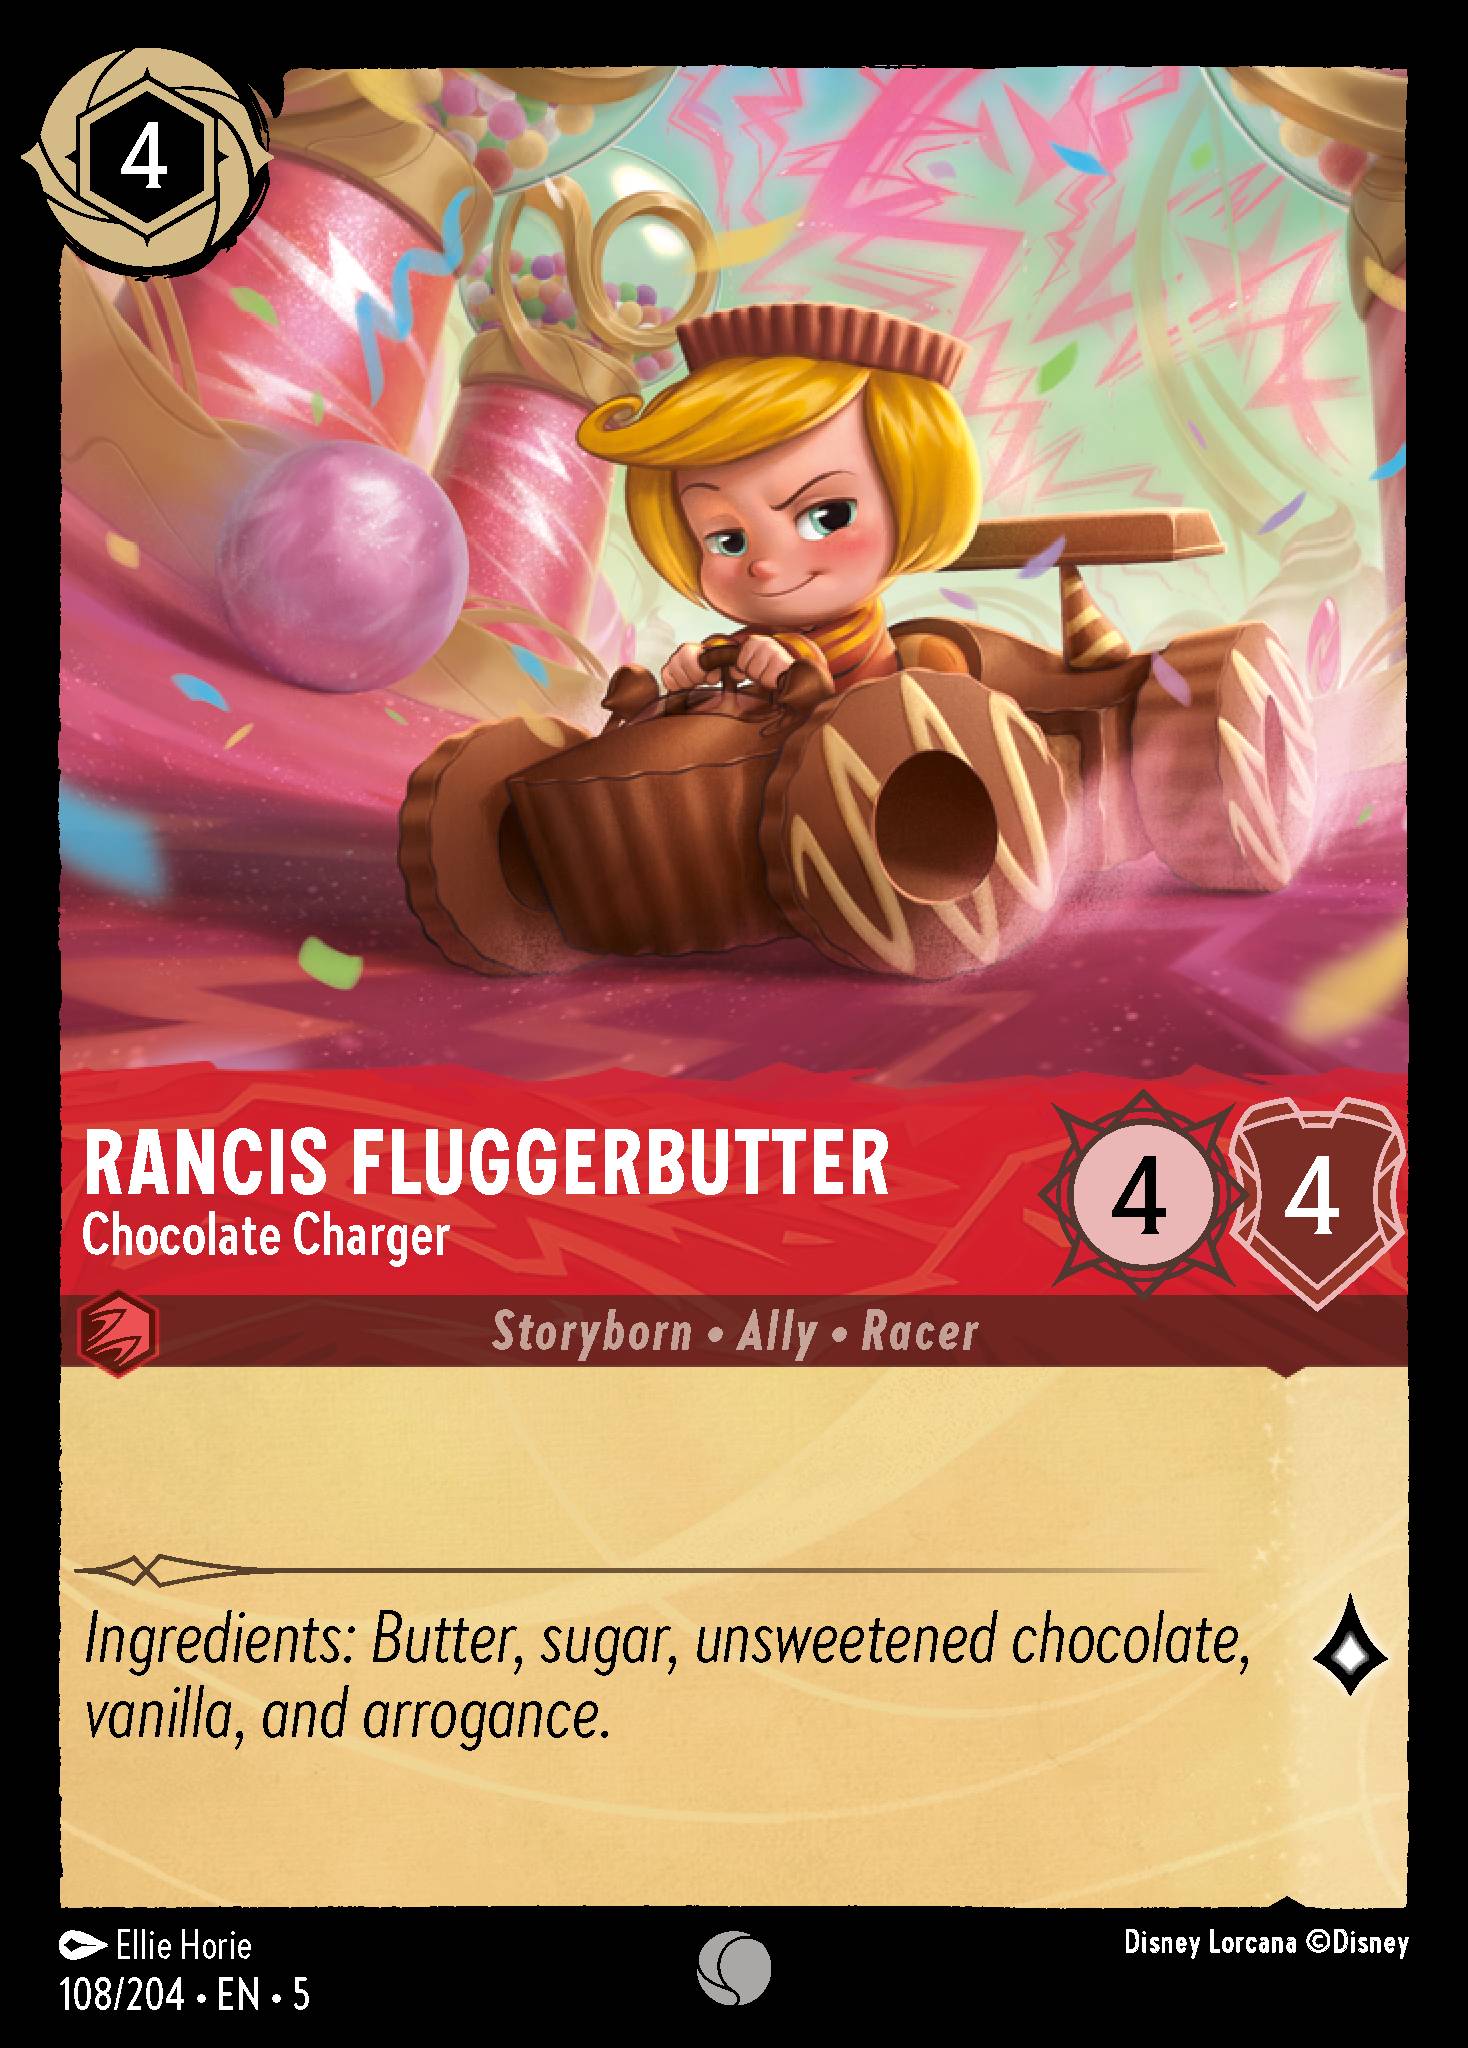 4
RANCIS FLUGGERBUTTER
Chocolate Charger
4
4
Storyborn • Ally • Racer
Ingredients: Butter, sugar, unsweetened chocolate,
vanilla, and arrogance.
Ellie Horie
Disney Lorcana ©Disney
108/204 • EN • 5